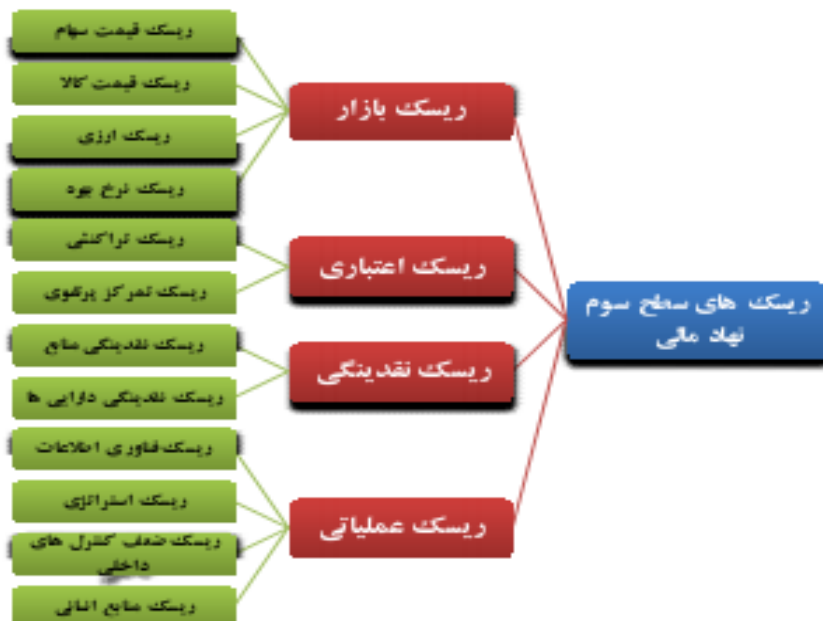 ریسک های سطح سوم
نهاد مالی
ریسک بازار
ریسک قیمت سهام
ریسک قیمت کالا
ریسک ارزی
ریسک نرخ بهره
ریسک اعتباری
ریسک تراکنشی
ریسک تمرکز پرتفوی
ریسک نقدینگی
ریسک نقدینگی منابع
ریسک نقدینگی دارایی ها
ریسک عملیاتی
ریسک فناوری اطلاعات
ریسک استراتژی
ریسک ضعف کنترل های
داخلی
ریسک منابع انسانی